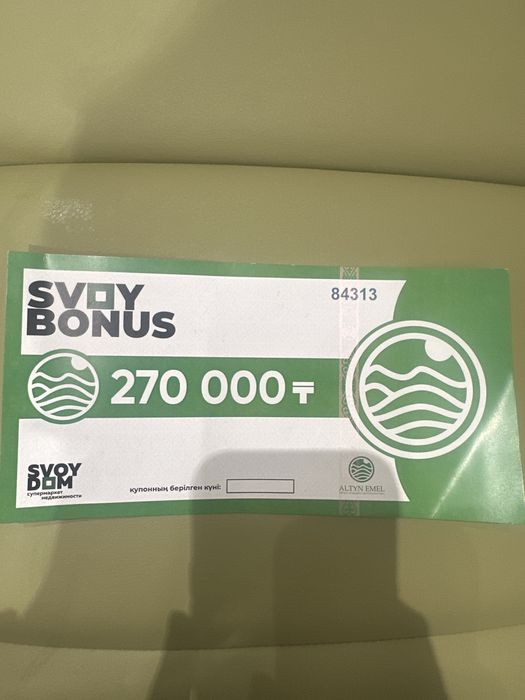 SVOY
BONUS
84313
270 000 ₸
SVOY
DOM
супермаркет
недвижимости
купонның берілген күні:
ALTYN EMEL